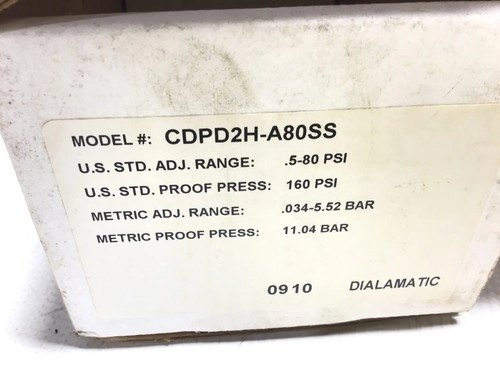 MODEL #: CDPD2H-A80SS
U.S. STD. ADJ. RANGE: .5-80 PSI
U.S. STD. PROOF PRESS: 160 PSI
METRIC ADJ. RANGE: .034-5.52 BAR
METRIC PROOF PRESS: 11.04 BAR
0910 DIALAMATIC